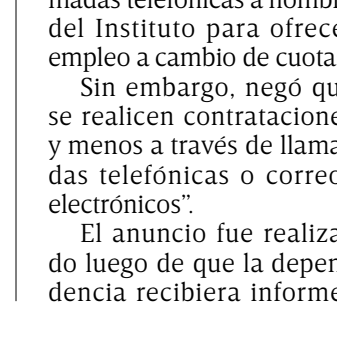 madas telefónicas a nomb
del Instituto para ofrece
empleo a cambio de cuota
Sin embargo, negó qu
se realicen contratacione
y menos a través de llama
das telefónicas o correo
electrónicos”.
El anuncio fue realiza
do luego de que la depen
dencia recibiera informe